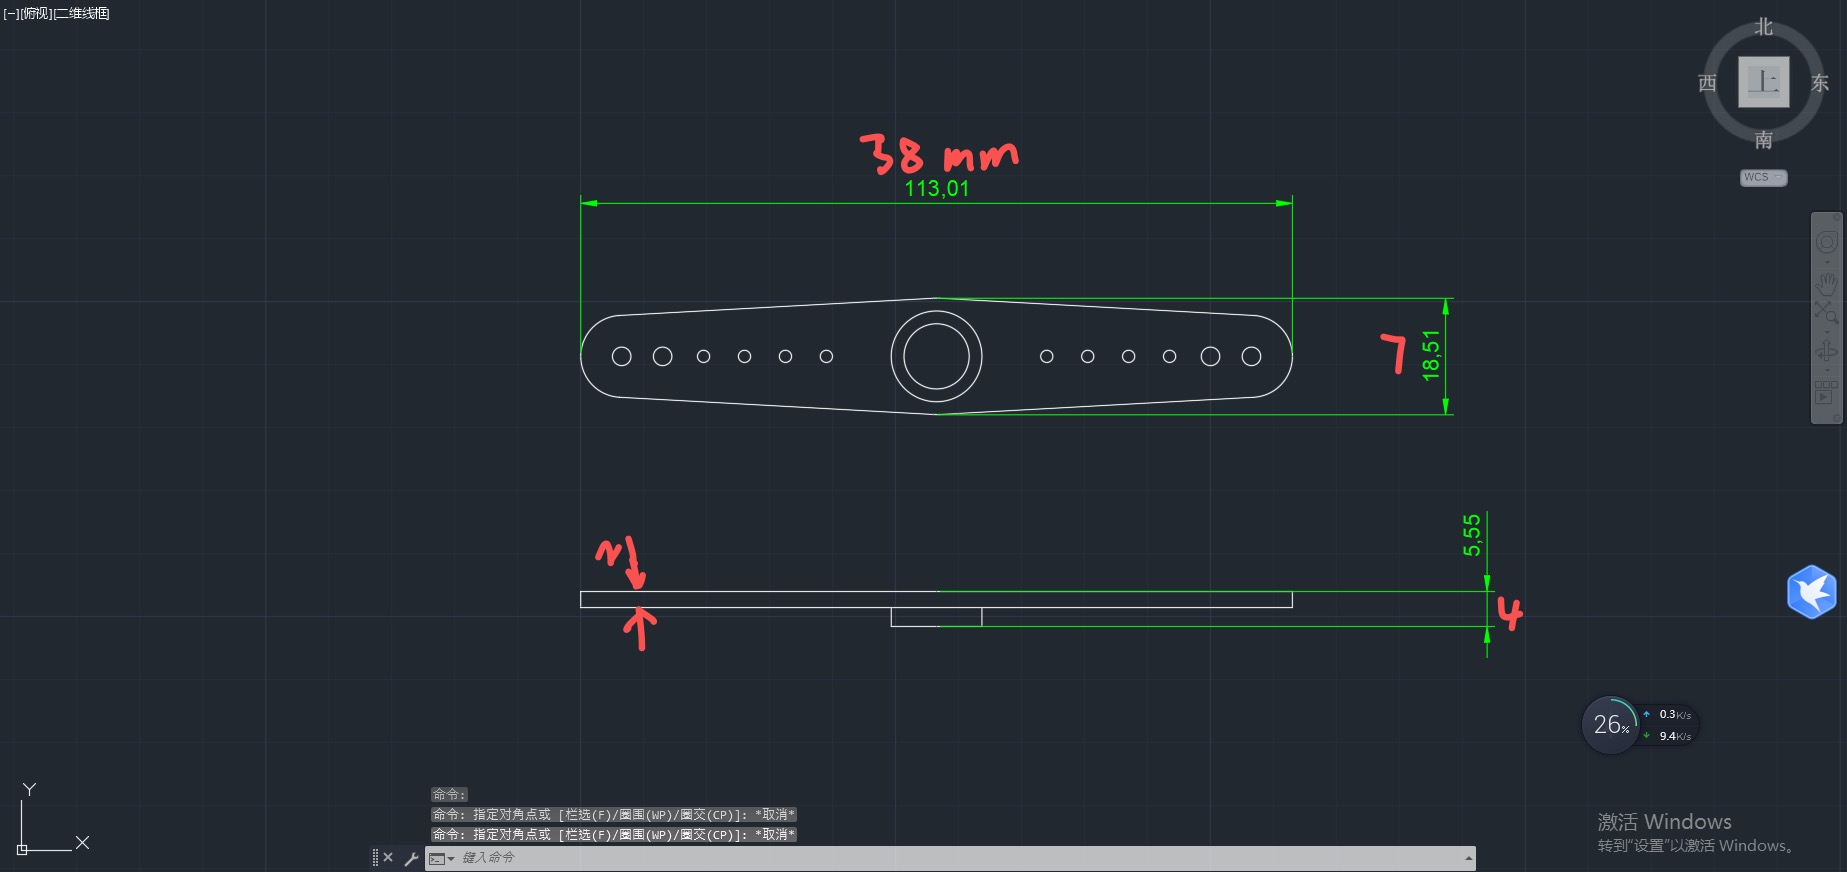 [−][俯视][二维线框]
北
西
上
东
南
WCS
38 mm
113,01
7
18,51
5,55
4
26%
0.3K/s
9.4K/s
Y
X
命令:
命令: 指定对角点或 [栏选(F)/圈围(WP)/圈交(CP)]: *取消*
命令: 指定对角点或 [栏选(F)/圈围(WP)/圈交(CP)]: *取消*
键入命令
激活 Windows
转到“设置”以激活 Windows。